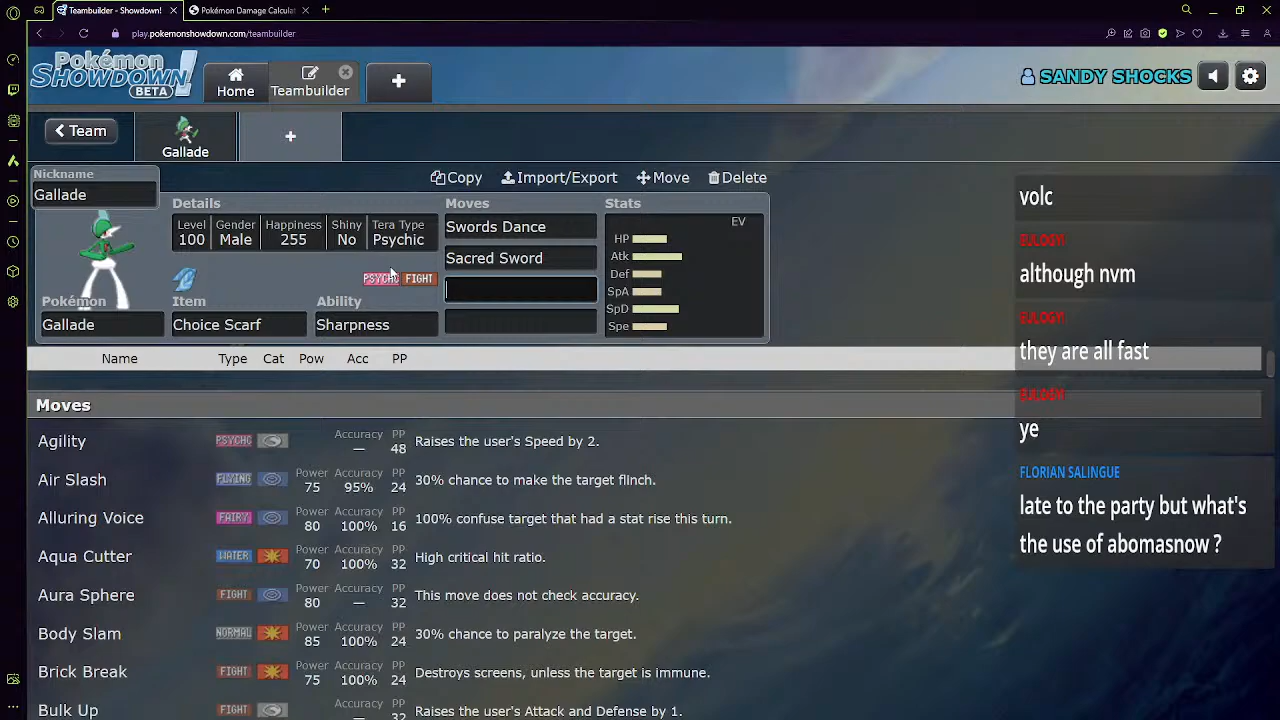 Teambuilder - Showdown!
Pokémon Damage Calculat
play.pokemonshowdown.com/teambuilder
Pokémon
SHOWDOWN!
BETA
Home
Teambuilder
+
SANDY SHOCKS
< Team
Gallade
+
Nickname
Gallade
Copy
Import/Export
Move
Delete
Details
Level
100
Gender
Male
Happiness
255
Shiny
No
Tera Type
Psychic
PSYCHC FIGHT
Pokémon
Gallade
Item
Choice Scarf
Ability
Sharpness
Moves
Swords Dance
Sacred Sword
Stats
EV
HP
Atk
Def
SpA
SpD
Spe
Name Type Cat Pow Acc PP
Moves
Agility PSYCHC Accuracy — PP 48 Raises the user's Speed by 2.
Air Slash FLYING Power 75 Accuracy 95% PP 24 30% chance to make the target flinch.
Alluring Voice FAIRY Power 80 Accuracy 100% PP 16 100% confuse target that had a stat rise this turn.
Aqua Cutter WATER Power 70 Accuracy 100% PP 32 High critical hit ratio.
Aura Sphere FIGHT Power 80 Accuracy — PP 32 This move does not check accuracy.
Body Slam NORMAL Power 85 Accuracy 100% PP 24 30% chance to paralyze the target.
Brick Break FIGHT Power 75 Accuracy 100% PP 24 Destroys screens, unless the target is immune.
Bulk Up FIGHT Accuracy — PP 32 Raises the user's Attack and Defense by 1.
volc
EULOGY!
although nvm
EULOGY!
they are all fast
EULOGY!
ye
FLORIAN SALINGUE
late to the party but what's
the use of abomasnow ?